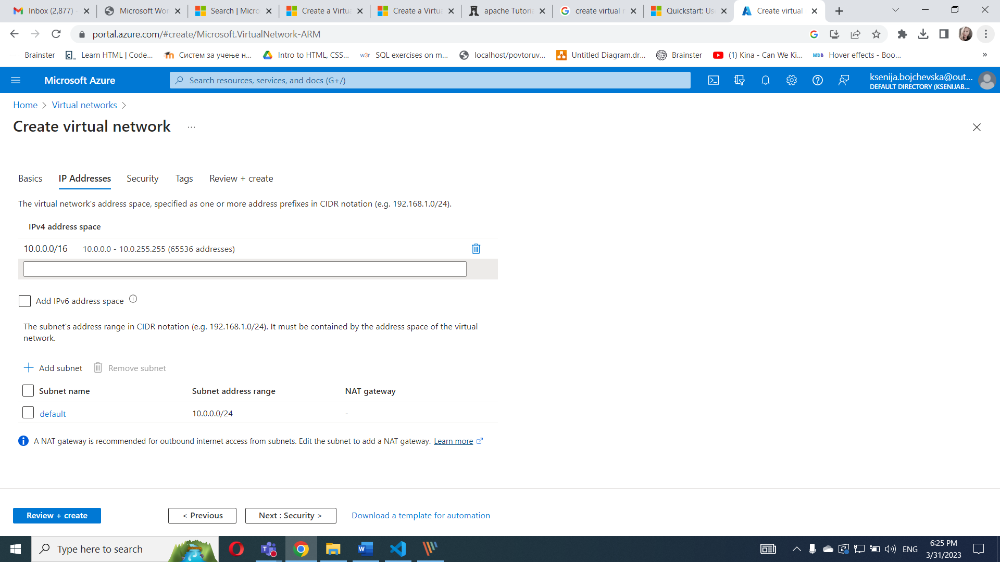 Inbox (2,877) -
Microsoft Wor
Search | Micro
Create a Virtua
Create a Virtua
apache Tutoria
create virtual n
Quickstart: Use
Create virtual
portal.azure.com/#create/Microsoft.VirtualNetwork-ARM
Brainster
Learn HTML | Code...
Систем за учење н...
Intro to HTML, CSS...
w3r SQL exercises on m...
localhost/povtoruv...
Untitled Diagram.dr...
Brainster
(1) Kina - Can We Ki...
MDB Hover effects - Boo...
»
Microsoft Azure
Search resources, services, and docs (G+/)
ksenija.bojchevska@out...
DEFAULT DIRECTORY (KSENIJAB...
Home > Virtual networks >
Create virtual network ...
Basics IP Addresses Security Tags Review + create
The virtual network's address space, specified as one or more address prefixes in CIDR notation (e.g. 192.168.1.0/24).
IPv4 address space
10.0.0.0/16 10.0.0.0 - 10.0.255.255 (65536 addresses)
Add IPv6 address space
The subnet's address range in CIDR notation (e.g. 192.168.1.0/24). It must be contained by the address space of the virtual
network.
Add subnet Remove subnet
Subnet name Subnet address range NAT gateway
default 10.0.0.0/24 -
A NAT gateway is recommended for outbound internet access from subnets. Edit the subnet to add a NAT gateway. Learn more
Review + create < Previous Next : Security > Download a template for automation
Type here to search
ENG
6:25 PM
3/31/2023